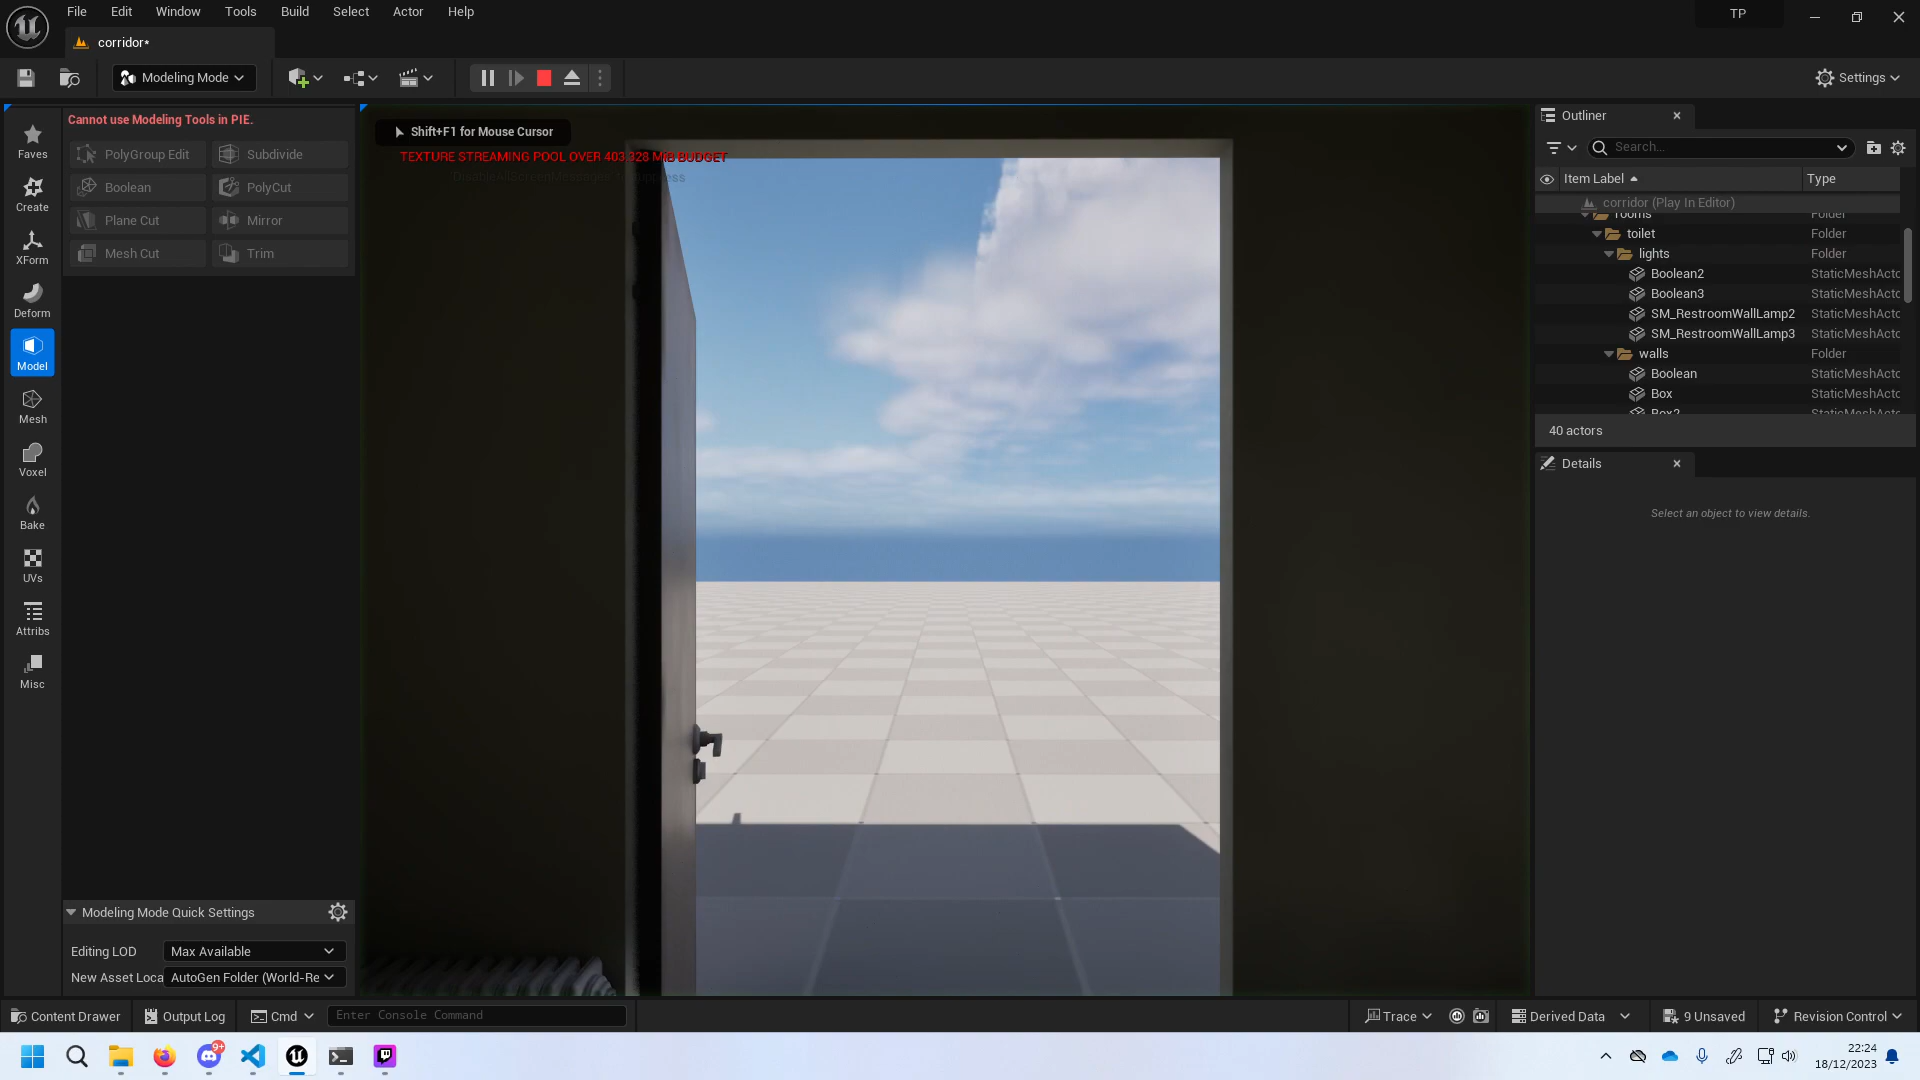 File Edit Window Tools Build Select Actor Help
TP
corridor*
Modeling Mode
Settings
Cannot use Modeling Tools in PIE.
PolyGroup Edit
Subdivide
Boolean
PolyCut
Plane Cut
Mirror
Mesh Cut
Trim
Faves
Create
XForm
Deform
Model
Mesh
Voxel
Bake
UVs
Attribs
Misc
Shift+F1 for Mouse Cursor
TEXTURE STREAMING POOL OVER 403.328 MiB BUDGET
Outliner
Search...
Item Label
Type
corridor (Play In Editor)
rooms Folder
toilet Folder
lights Folder
Boolean2 StaticMeshActo
Boolean3 StaticMeshActo
SM_RestroomWallLamp2 StaticMeshActo
SM_RestroomWallLamp3 StaticMeshActo
walls Folder
Boolean StaticMeshActo
Box StaticMeshActo
Box2 StaticMeshActo
40 actors
Details
Select an object to view details.
Modeling Mode Quick Settings
Editing LOD Max Available
New Asset Loca AutoGen Folder (World-Re
Content Drawer
Output Log
Cmd
Enter Console Command
Trace
Derived Data
9 Unsaved
Revision Control
9+
22:24
18/12/2023